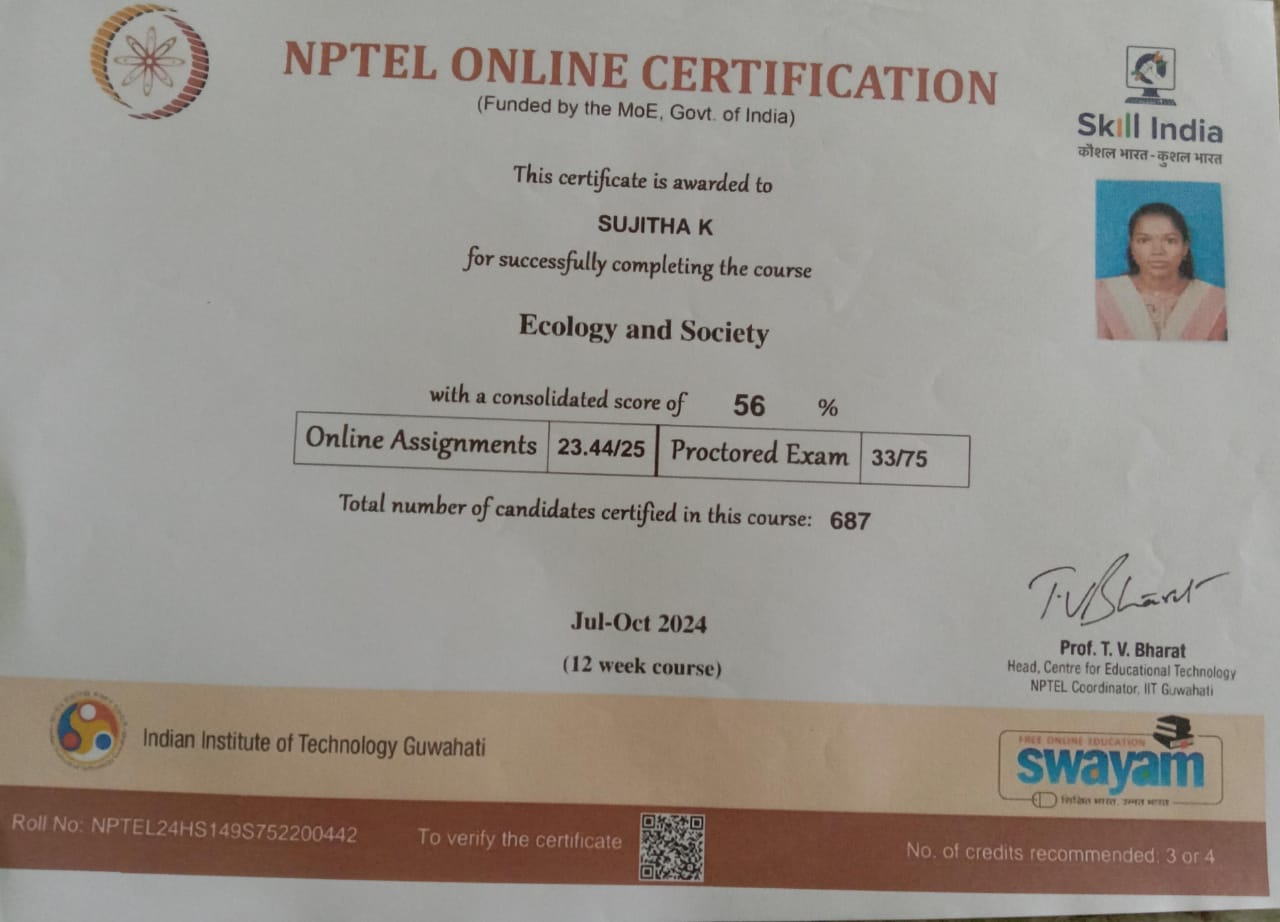 NPTEL ONLINE CERTIFICATION
(Funded by the MoE, Govt. of India)
Skill India
कौशल भारत - कुशल भारत
This certificate is awarded to
SUJITHA K
for successfully completing the course
Ecology and Society
with a consolidated score of 56 %
Online Assignments 23.44/25 Proctored Exam 33/75
Total number of candidates certified in this course: 687
Jul-Oct 2024
(12 week course)
T.V.Bharat
Prof. T. V. Bharat
Head, Centre for Educational Technology
NPTEL Coordinator, IIT Guwahati
Indian Institute of Technology Guwahati
FREE ONLINE EDUCATION
swayam
शिक्षित भारत, उन्नत भारत
Roll No: NPTEL24HS149S752200442
To verify the certificate
No. of credits recommended: 3 or 4